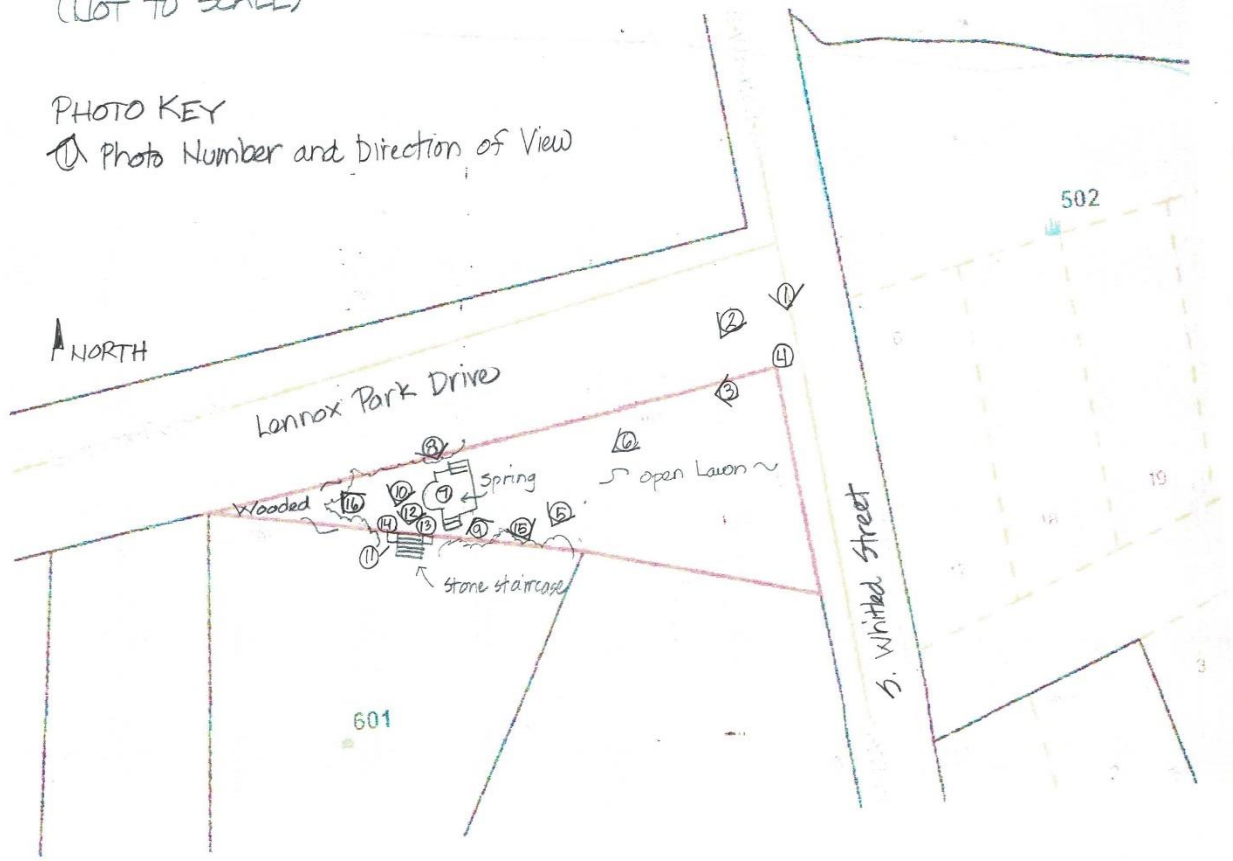 (NOT TO SCALE)
PHOTO KEY
① Photo Number and Direction of View
502
NORTH
Lennox Park Drive
①
②
④
③
⑥
Open Lawn
⑧
Spring
⑦
⑩
Wooded
⑯
⑫
⑭
⑬
⑨
⑮
⑤
⑪
Stone staircase
S. Whitted Street
19
18
3
601